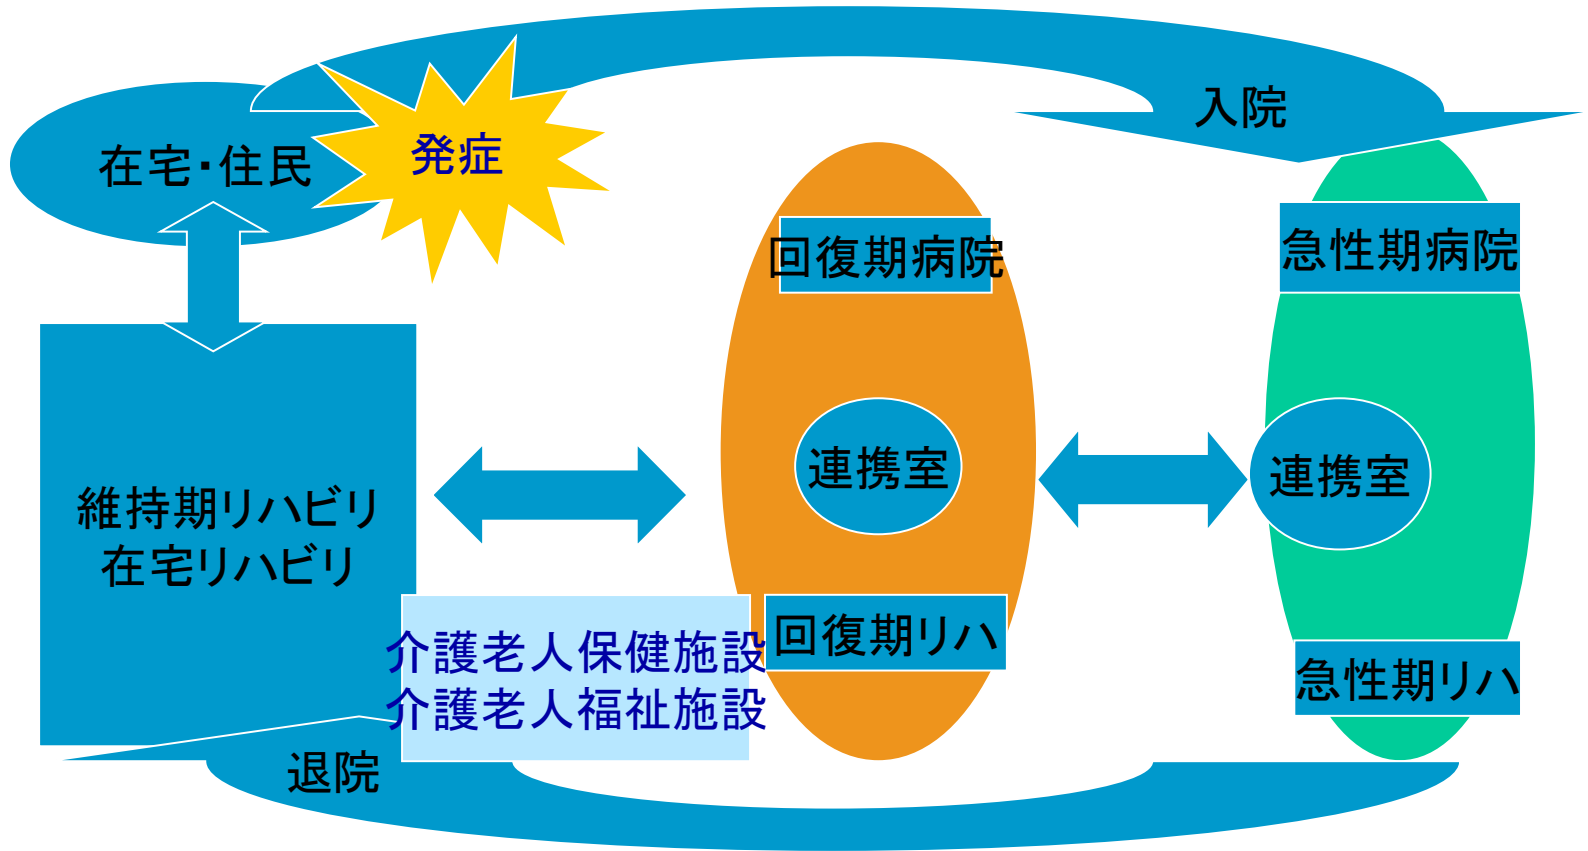 入院
発症
在宅・住民
回復期病院
急性期病院
連携室
連携室
維持期リハビリ
在宅リハビリ
回復期リハ
介護老人保健施設
介護老人福祉施設
急性期リハ
退院